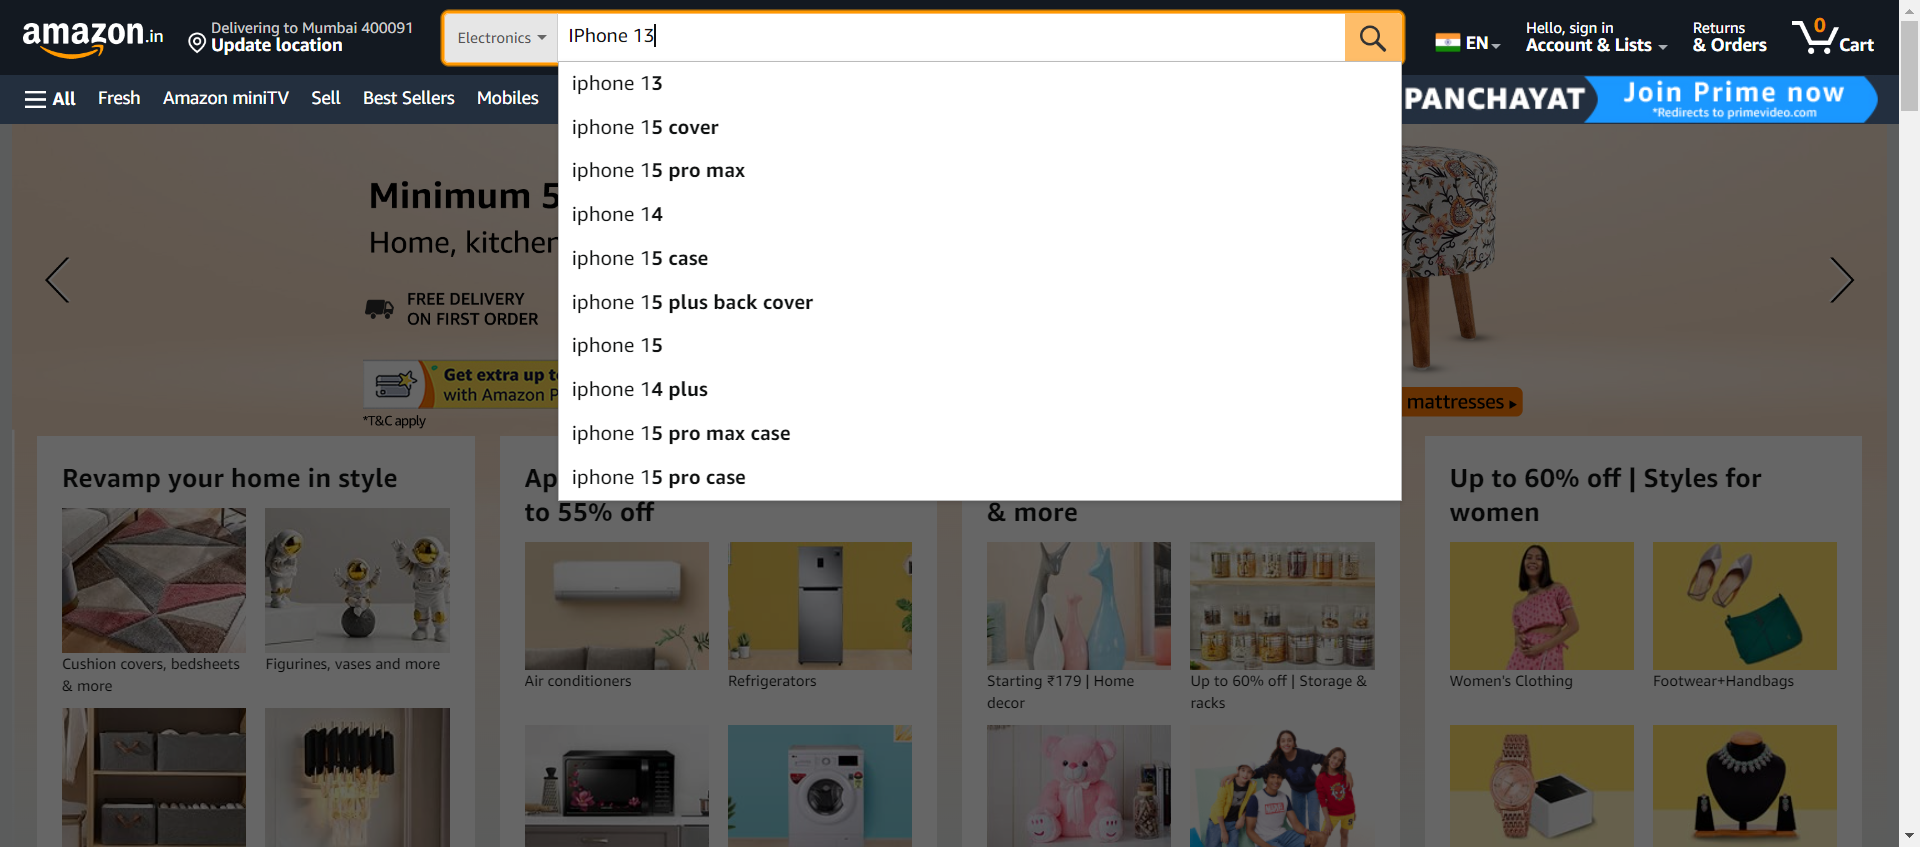 amazon.in
Delivering to Mumbai 400091
Update location
Electronics
IPhone 13
EN
Hello, sign in
Account & Lists
Returns
& Orders
0
Cart
All
Fresh
Amazon miniTV
Sell
Best Sellers
Mobiles
PANCHAYAT
Join Prime now
*Redirects to primevideo.com
iphone 13
iphone 15 cover
iphone 15 pro max
iphone 14
iphone 15 case
iphone 15 plus back cover
iphone 15
iphone 14 plus
iphone 15 pro max case
iphone 15 pro case
Minimum 5
Home, kitchen
FREE DELIVERY
ON FIRST ORDER
Get extra up to
with Amazon P
*T&C apply
mattresses
Revamp your home in style
Cushion covers, bedsheets
& more
Figurines, vases and more
Ap
to 55% off
Air conditioners
Refrigerators
& more
Starting ₹179 | Home
decor
Up to 60% off | Storage &
racks
Up to 60% off | Styles for
women
Women's Clothing
Footwear+Handbags